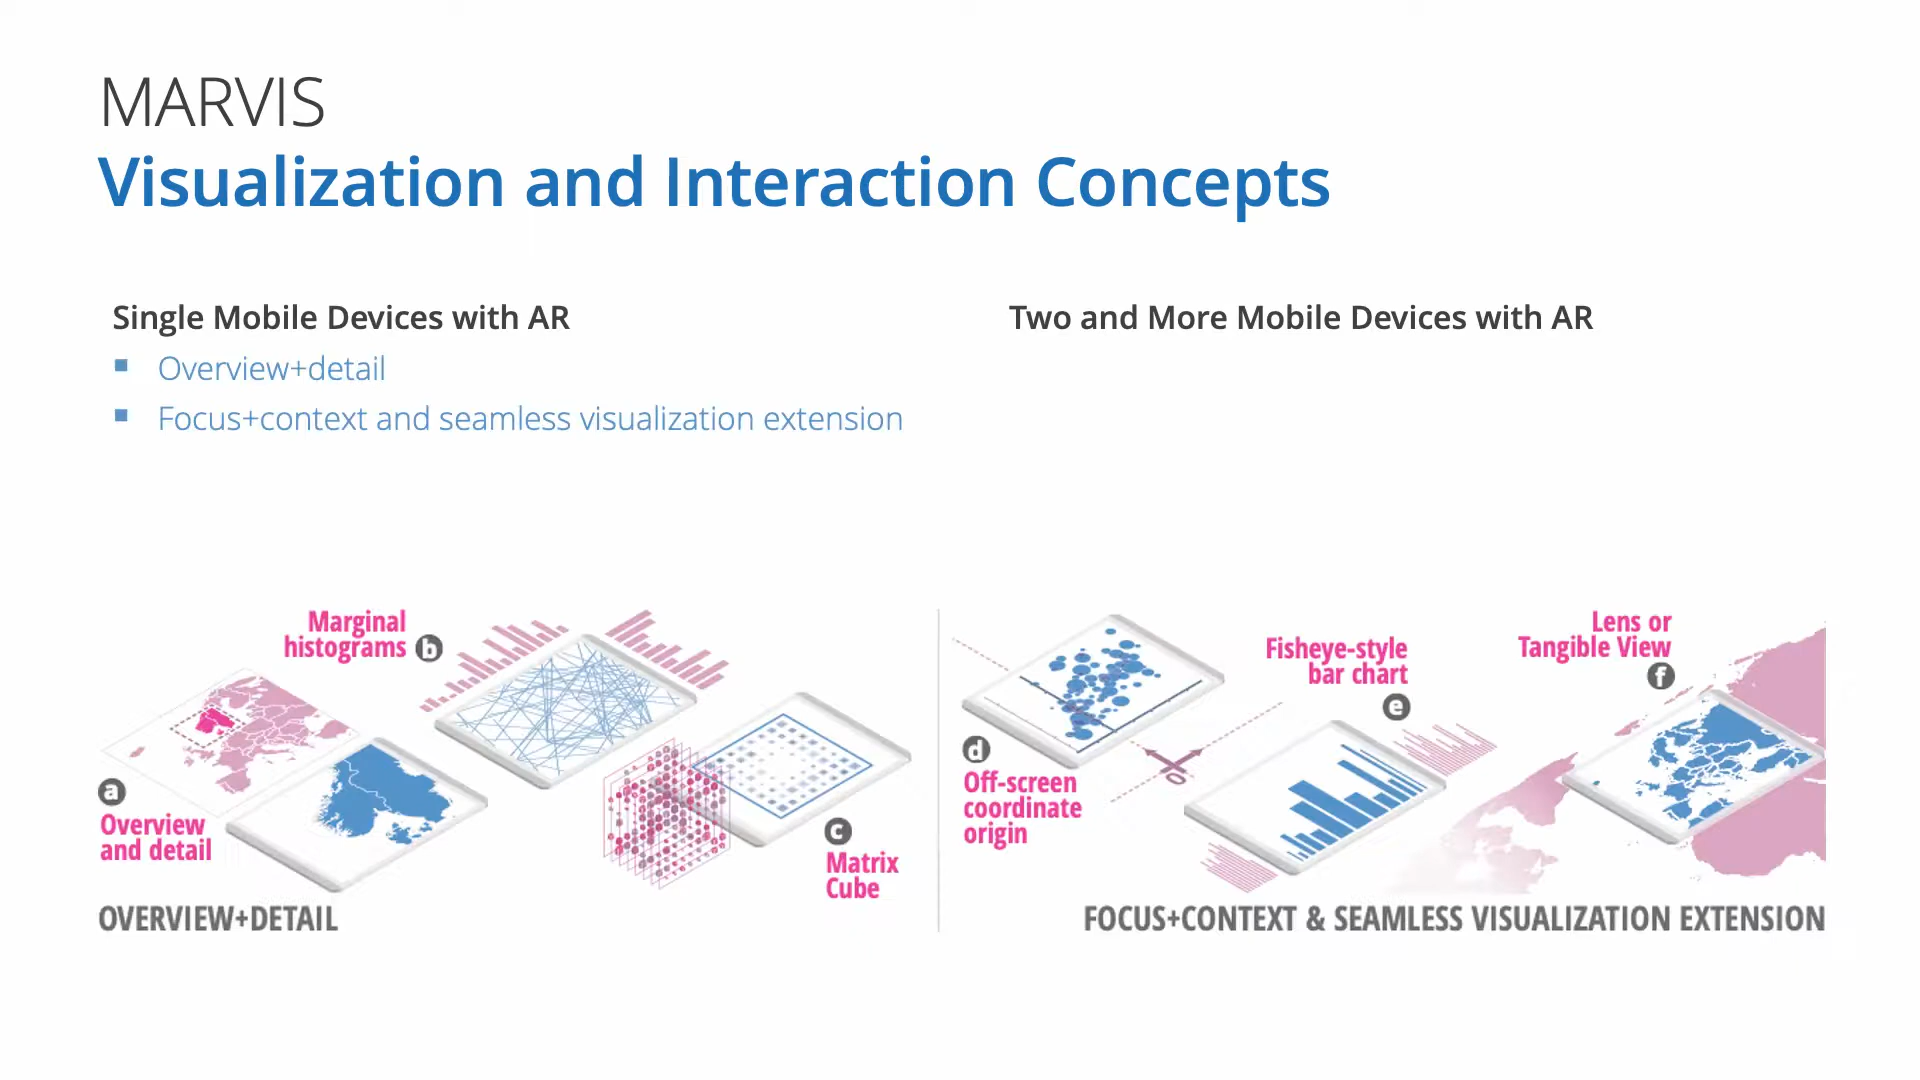 MARVIS
Visualization and Interaction Concepts
Single Mobile Devices with AR
Overview+detail
Focus+context and seamless visualization extension
Two and More Mobile Devices with AR
a
Overview
and detail
Marginal
histograms
b
c
Matrix
Cube
OVERVIEW+DETAIL
d
Off-screen
coordinate
origin
Fisheye-style
bar chart
e
Lens or
Tangible View
f
FOCUS+CONTEXT & SEAMLESS VISUALIZATION EXTENSION